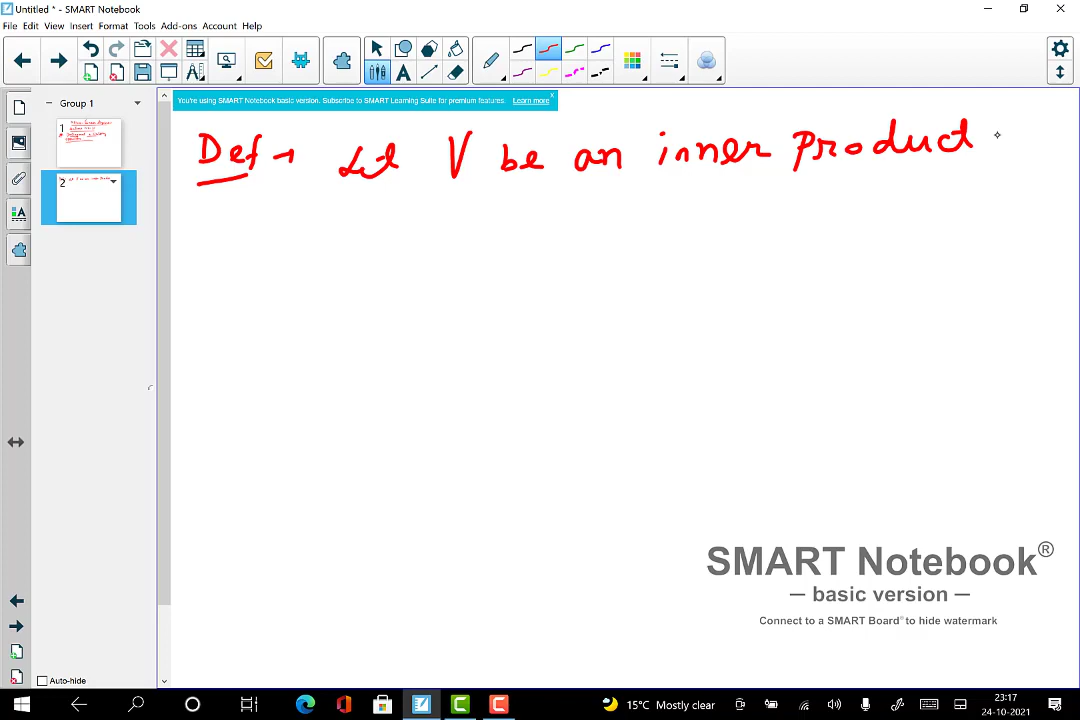 Untitled * - SMART Notebook
File Edit View Insert Format Tools Add-ons Account Help
Group 1
You're using SMART Notebook basic version. Subscribe to SMART Learning Suite for premium features. Learn more x
Def → Let V be an inner product
1
2
SMART Notebook®
— basic version —
Connect to a SMART Board® to hide watermark
Auto-hide
15°C Mostly clear
23:17
24-10-2021